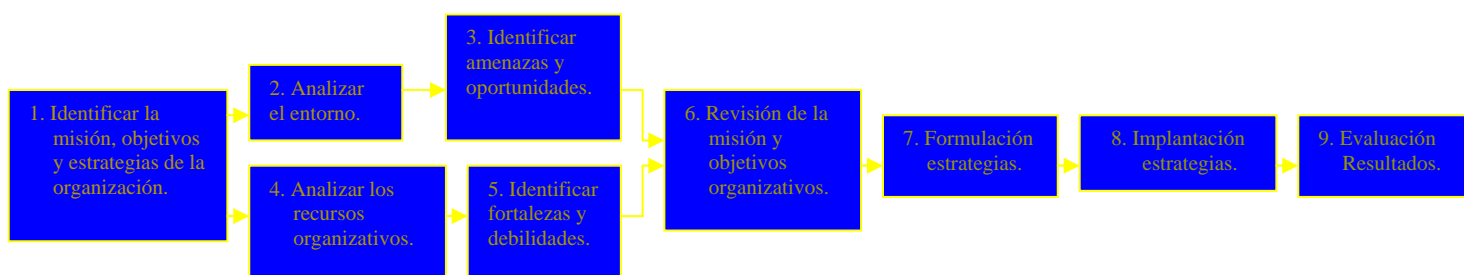 1. Identificar la
misión, objetivos
y estrategias de la
organización.
2. Analizar
el entorno.
3. Identificar
amenazas y
oportunidades.
4. Analizar los
recursos
organizativos.
5. Identificar
fortalezas y
debilidades.
6. Revisión de la
misión y
objetivos
organizativos.
7. Formulación
estrategias.
8. Implantación
estrategias.
9. Evaluación
Resultados.